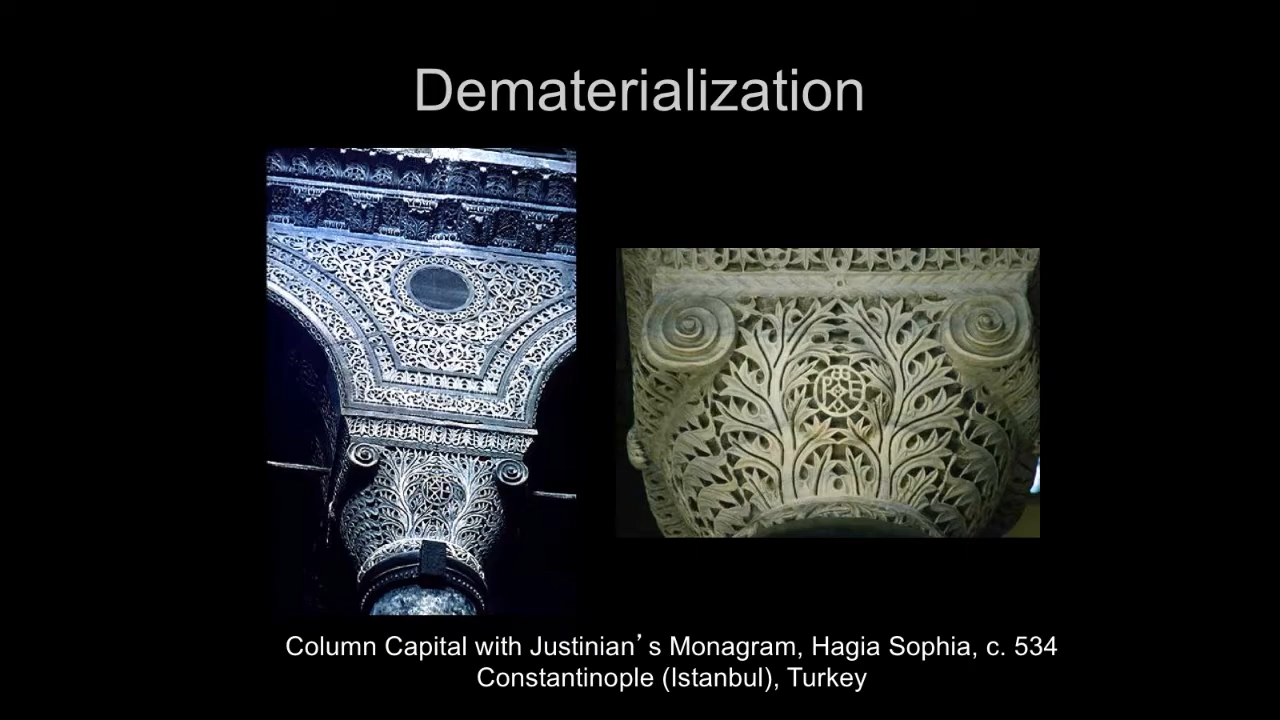 Dematerialization
Column Capital with Justinian’s Monagram, Hagia Sophia, c. 534
Constantinople (Istanbul), Turkey